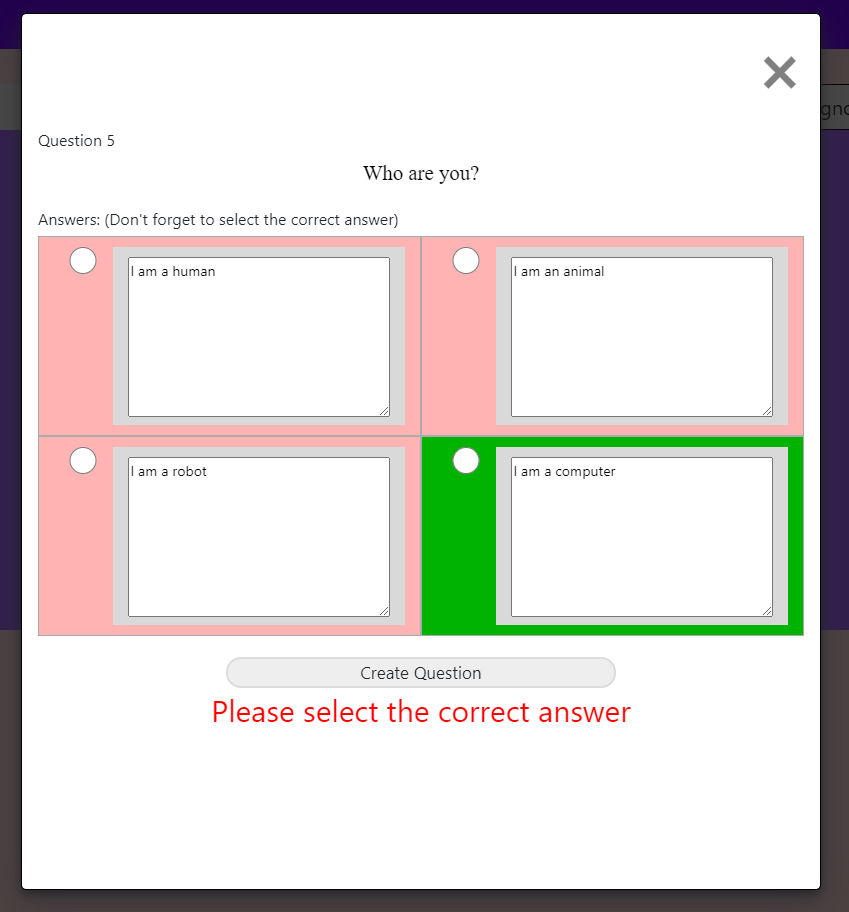 Question 5
Who are you?
Answers: (Don't forget to select the correct answer)
I am a human
I am an animal
I am a robot
I am a computer
Create Question
Please select the correct answer